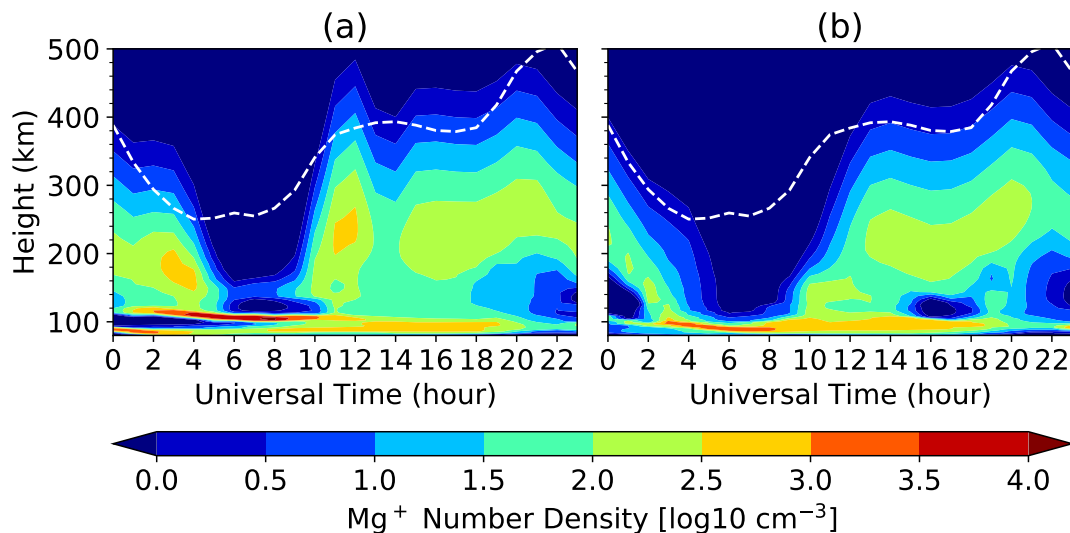 (a) (b)
500
400
300
200
100
Height (km)
0 2 4 6 8 10 12 14 16 18 20 22 0 2 4 6 8 10 12 14 16 18 20 22
Universal Time (hour) Universal Time (hour)
0.0 0.5 1.0 1.5 2.0 2.5 3.0 3.5 4.0
Mg⁺ Number Density [log10 cm⁻³]